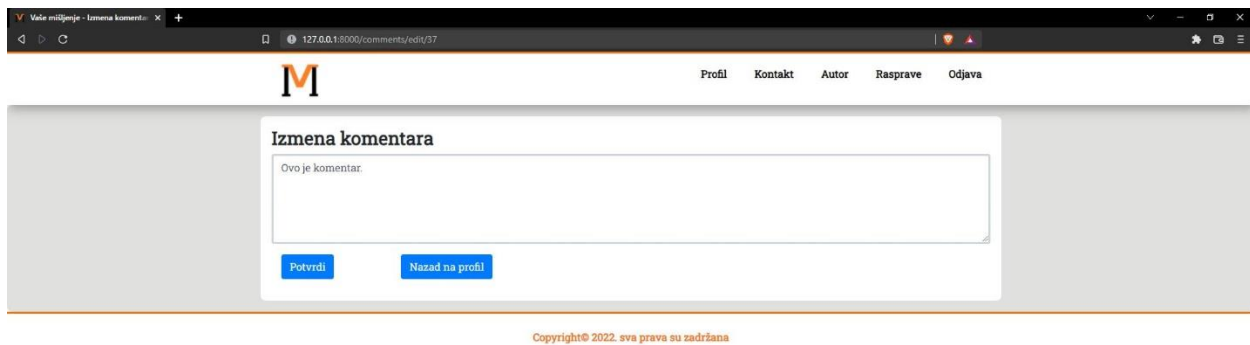 Vaše mišljenje - Izmena komenta
127.0.0.1:8000/comments/edit/37
M
Profil Kontakt Autor Rasprave Odjava
Izmena komentara
Ovo je komentar.
Potvrdi Nazad na profil
Copyright© 2022. sva prava su zadržana